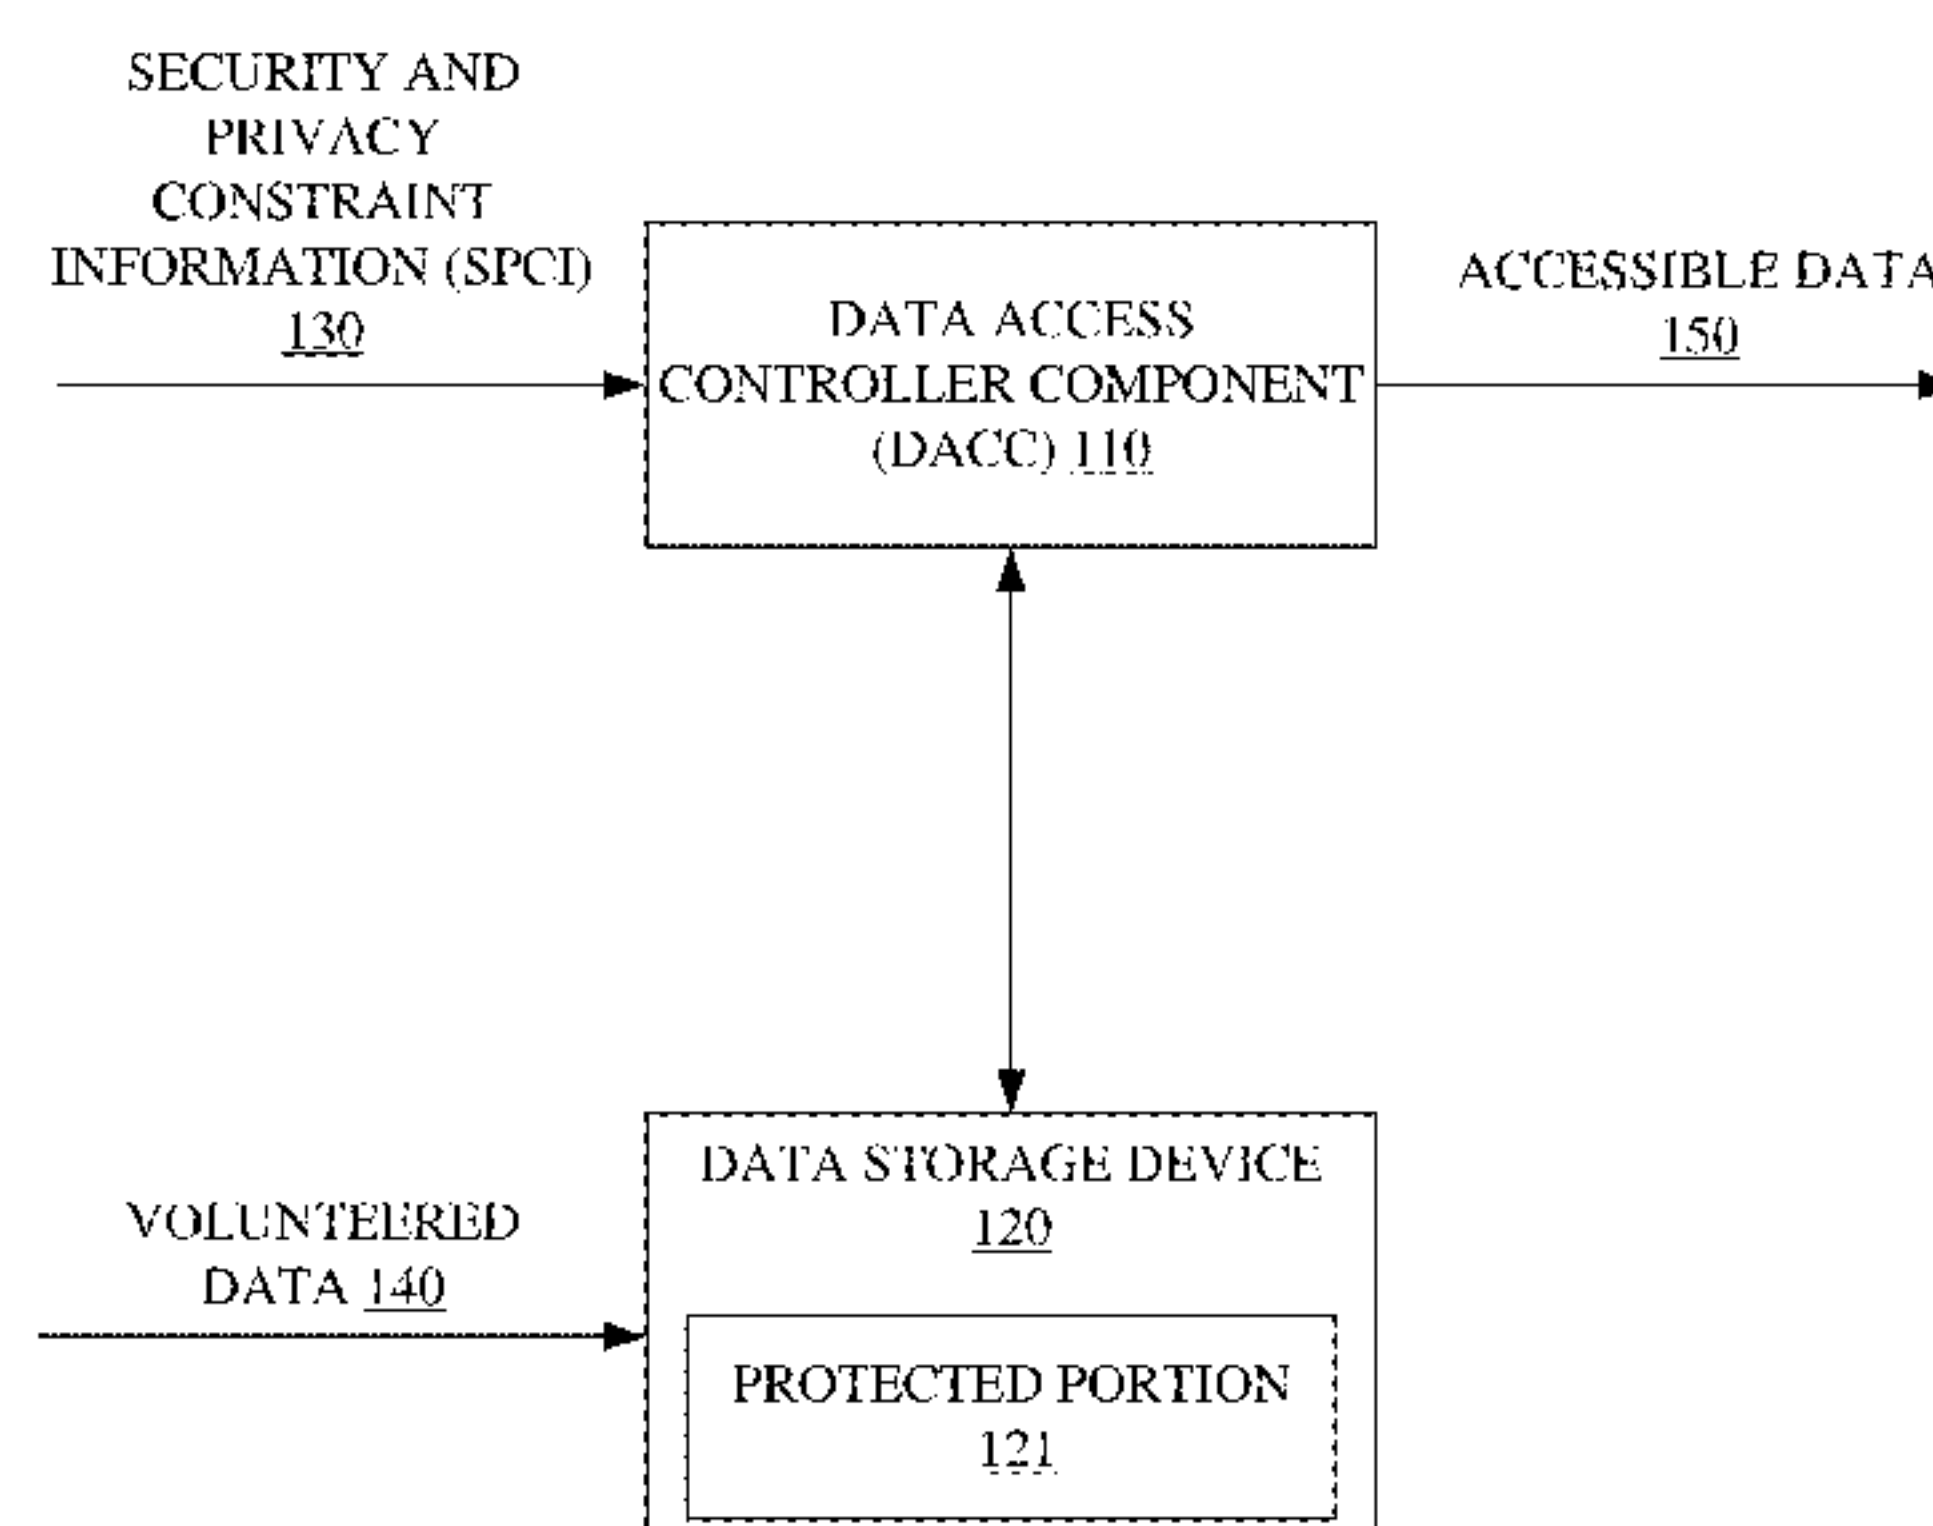 SECURITY AND
PRIVACY
CONSTRAINT
INFORMATION (SPCI)
130
DATA ACCESS
CONTROLLER COMPONENT
(DACC) 110
ACCESSIBLE DATA
150
DATA STORAGE DEVICE
120
VOLUNTEERED
DATA 140
PROTECTED PORTION
121